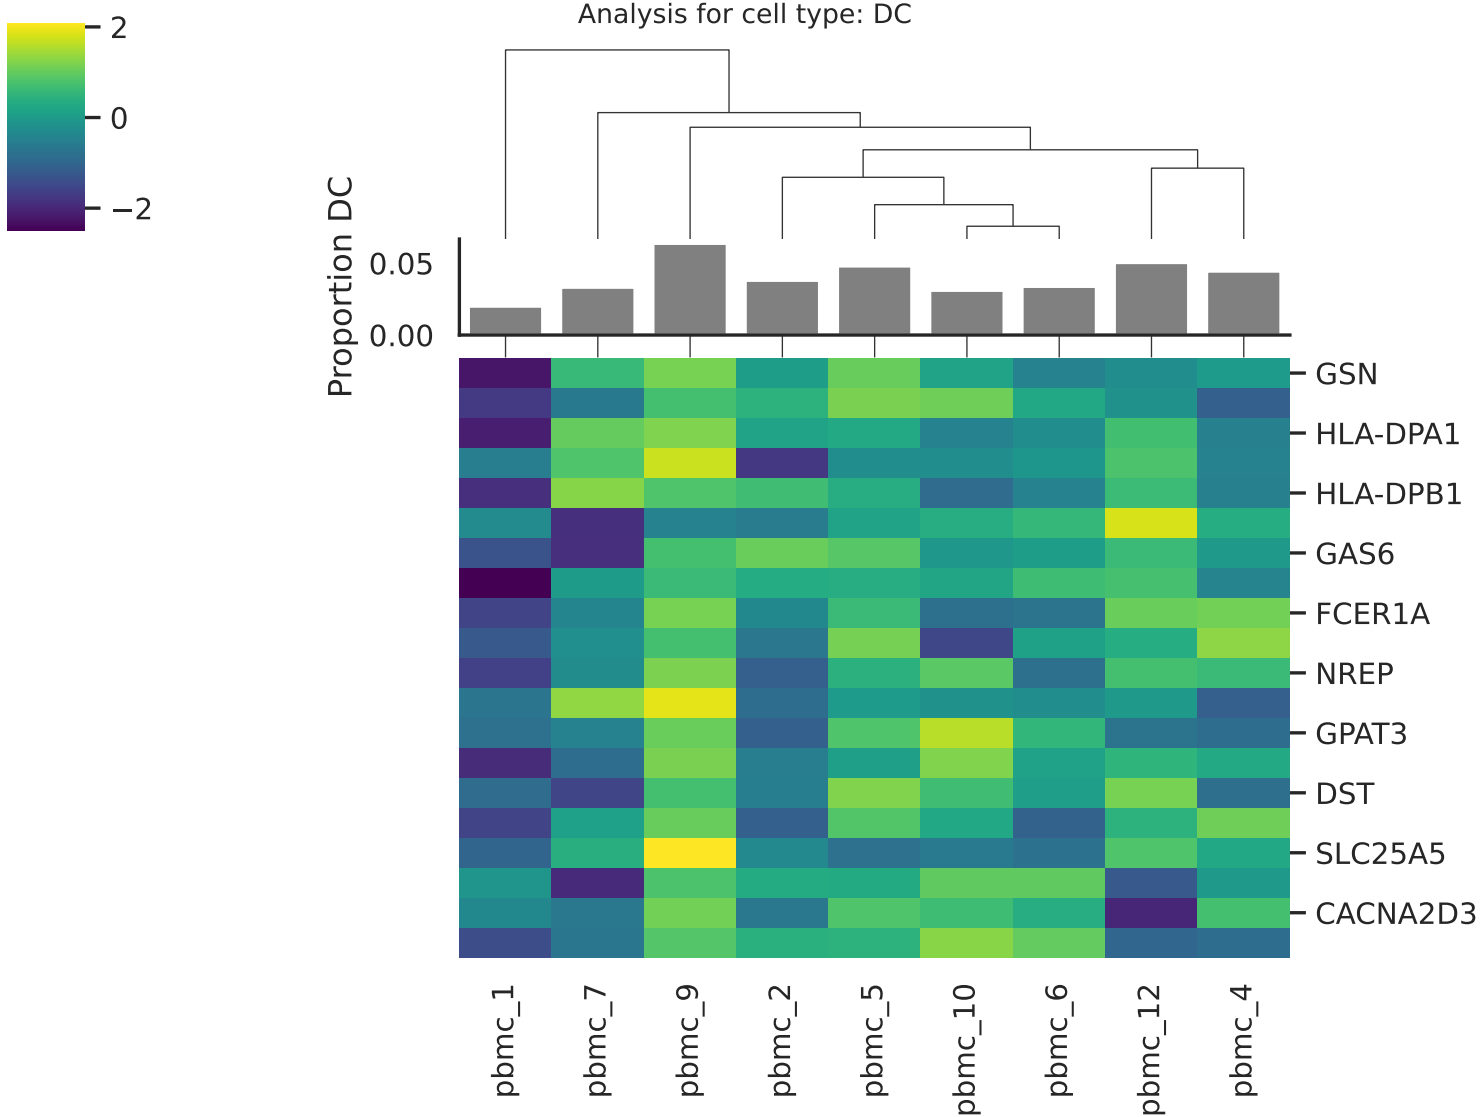 Analysis for cell type: DC
2
0
−2
Proportion DC
0.05
0.00
GSN
HLA-DPA1
HLA-DPB1
GAS6
FCER1A
NREP
GPAT3
DST
SLC25A5
CACNA2D3
pbmc_1
pbmc_7
pbmc_9
pbmc_2
pbmc_5
pbmc_10
pbmc_6
pbmc_12
pbmc_4